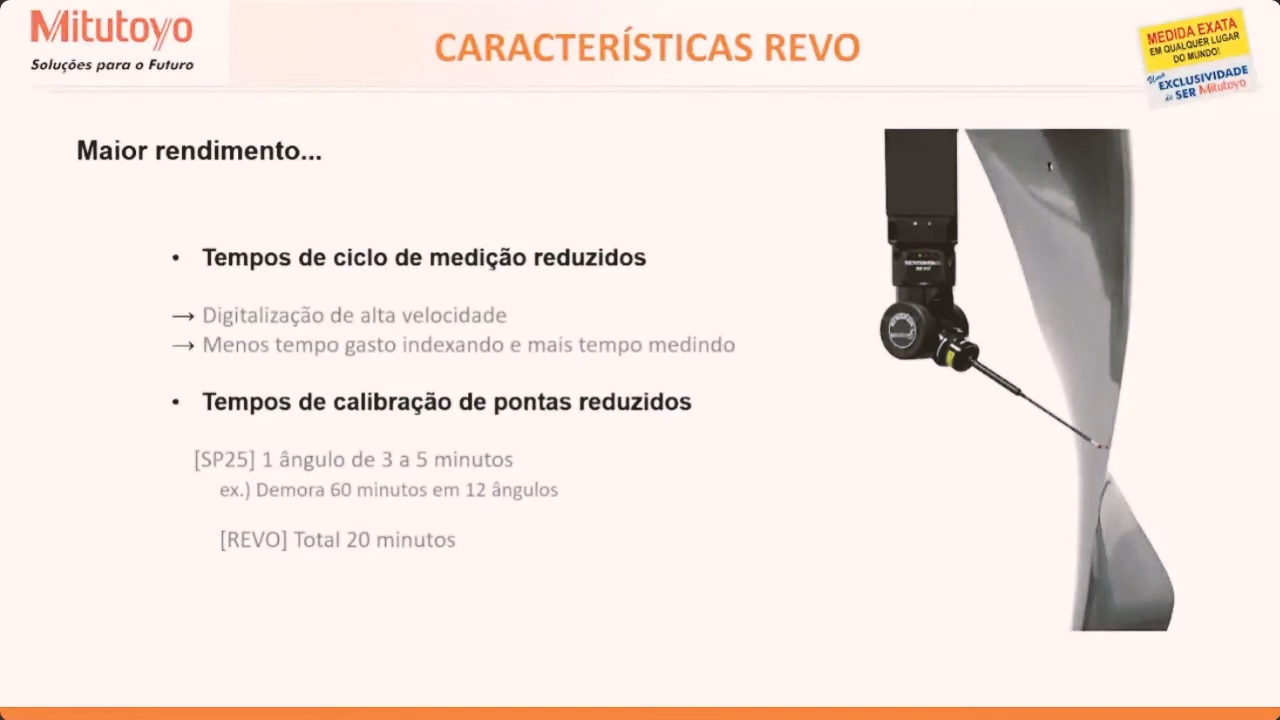 Mitutoyo
Soluções para o Futuro
CARACTERÍSTICAS REVO
MEDIDA EXATA
EM QUALQUER LUGAR
DO MUNDO!
Uma
EXCLUSIVIDADE
de SER Mitutoyo
Maior rendimento...
• Tempos de ciclo de medição reduzidos
→ Digitalização de alta velocidade
→ Menos tempo gasto indexando e mais tempo medindo
• Tempos de calibração de pontas reduzidos
[SP25] 1 ângulo de 3 a 5 minutos
ex.) Demora 60 minutos em 12 ângulos
[REVO] Total 20 minutos